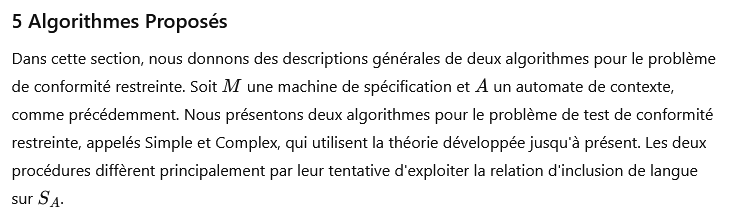 5 Algorithmes Proposés
Dans cette section, nous donnons des descriptions générales de deux algorithmes pour le problème
de conformité restreinte. Soit M une machine de spécification et A un automate de contexte,
comme précédemment. Nous présentons deux algorithmes pour le problème de test de conformité
restreinte, appelés Simple et Complex, qui utilisent la théorie développée jusqu'à présent. Les deux
procédures diffèrent principalement par leur tentative d'exploiter la relation d'inclusion de langue
sur S_A.